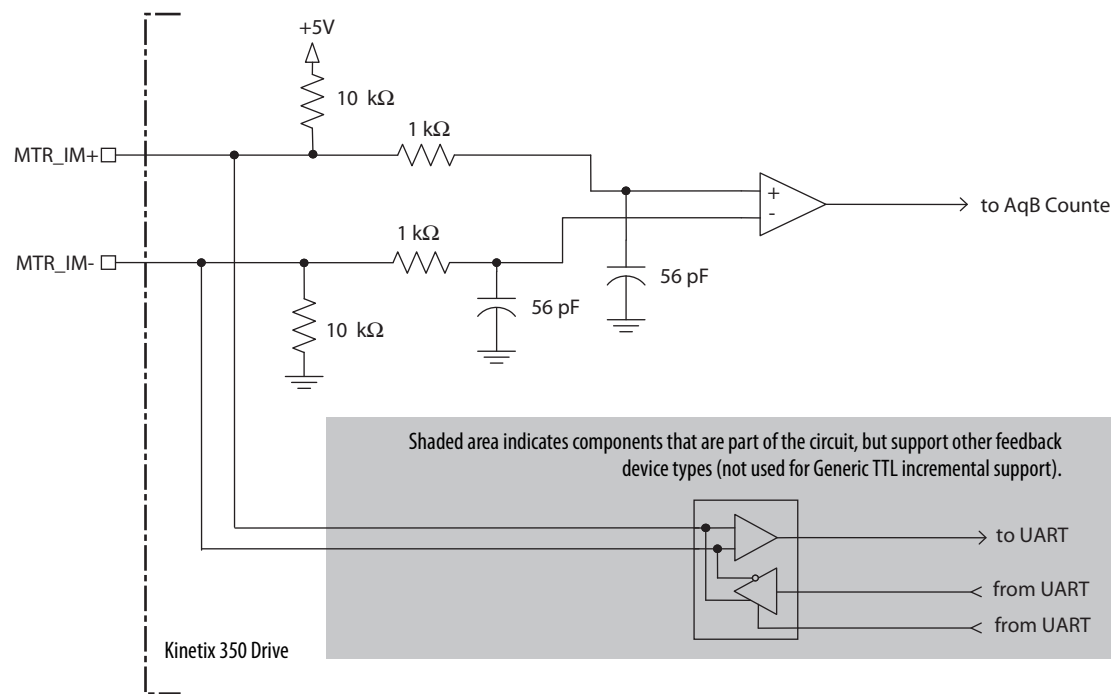 +5V
10 kΩ
1 kΩ
MTR_IM+
+
-
to AqB Counte
1 kΩ
MTR_IM-
56 pF
56 pF
10 kΩ
Shaded area indicates components that are part of the circuit, but support other feedback
device types (not used for Generic TTL incremental support).
to UART
from UART
from UART
Kinetix 350 Drive